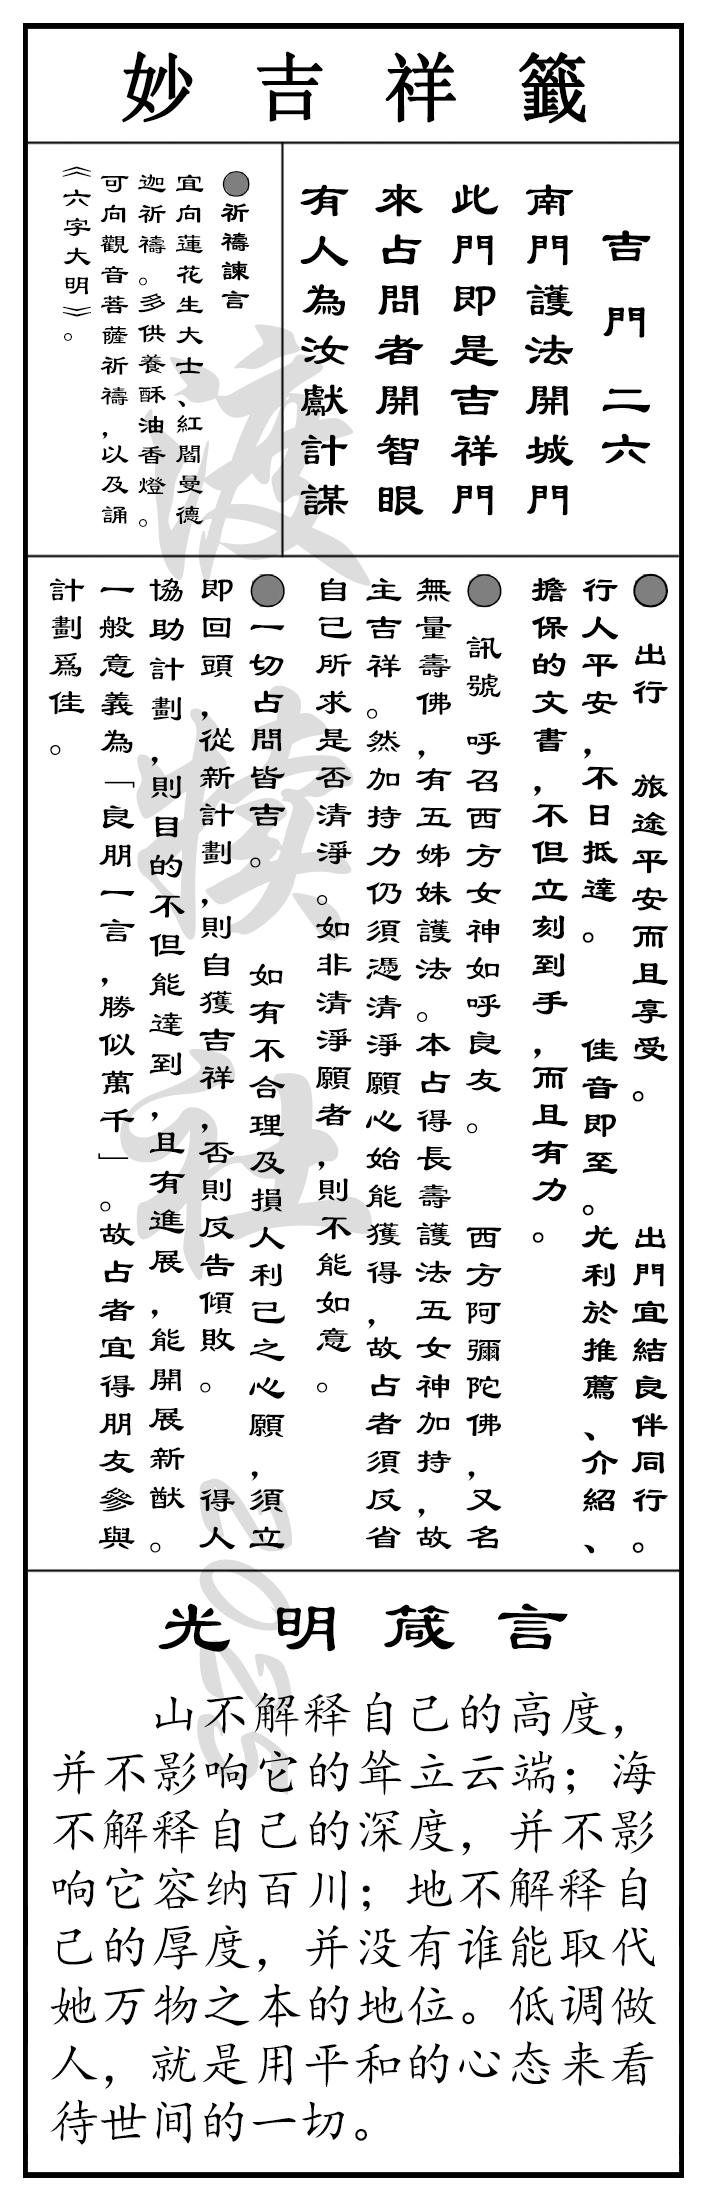 妙吉祥籤
吉門二六
南門護法開城門
此門即是吉祥門
來占問者開智眼
有人為汝獻計謀
●祈禱諫言
宜向蓮花生大士、紅閻曼德
迦祈禱。多供養酥油香燈。
可向觀音菩薩祈禱，以及誦
《六字大明》。
● 出行 旅途平安而且享受。 出門宜結良伴同行。
行人平安，不日抵達。 佳音即至。尤利於推薦、介紹、
擔保的文書，不但立刻到手，而且有力。
● 訊號 呼召西方女神如呼良友。 西方阿彌陀佛，又名
無量壽佛，有五姊妹護法。本占得長壽護法五女神加持，故
主吉祥。然加持力仍須憑清淨願心始能獲得，故占者須反省
自己所求是否清淨。如非清淨願者，則不能如意。
●一切占問皆吉。 如有不合理及損人利己之心願，須立
即回頭，從新計劃，則自獲吉祥，否則反告傾敗。 得人
協助計劃，則目的不但能達到，且有進展，能開展新猷。
一般意義為「良朋一言，勝似萬千」。故占者宜得朋友參與
計劃爲佳。
光明箴言
山不解释自己的高度，
并不影响它的耸立云端；海
不解释自己的深度，并不影
响它容纳百川；地不解释自
己的厚度，并没有谁能取代
她万物之本的地位。低调做
人，就是用平和的心态来看
待世间的一切。
渡犊社
2025